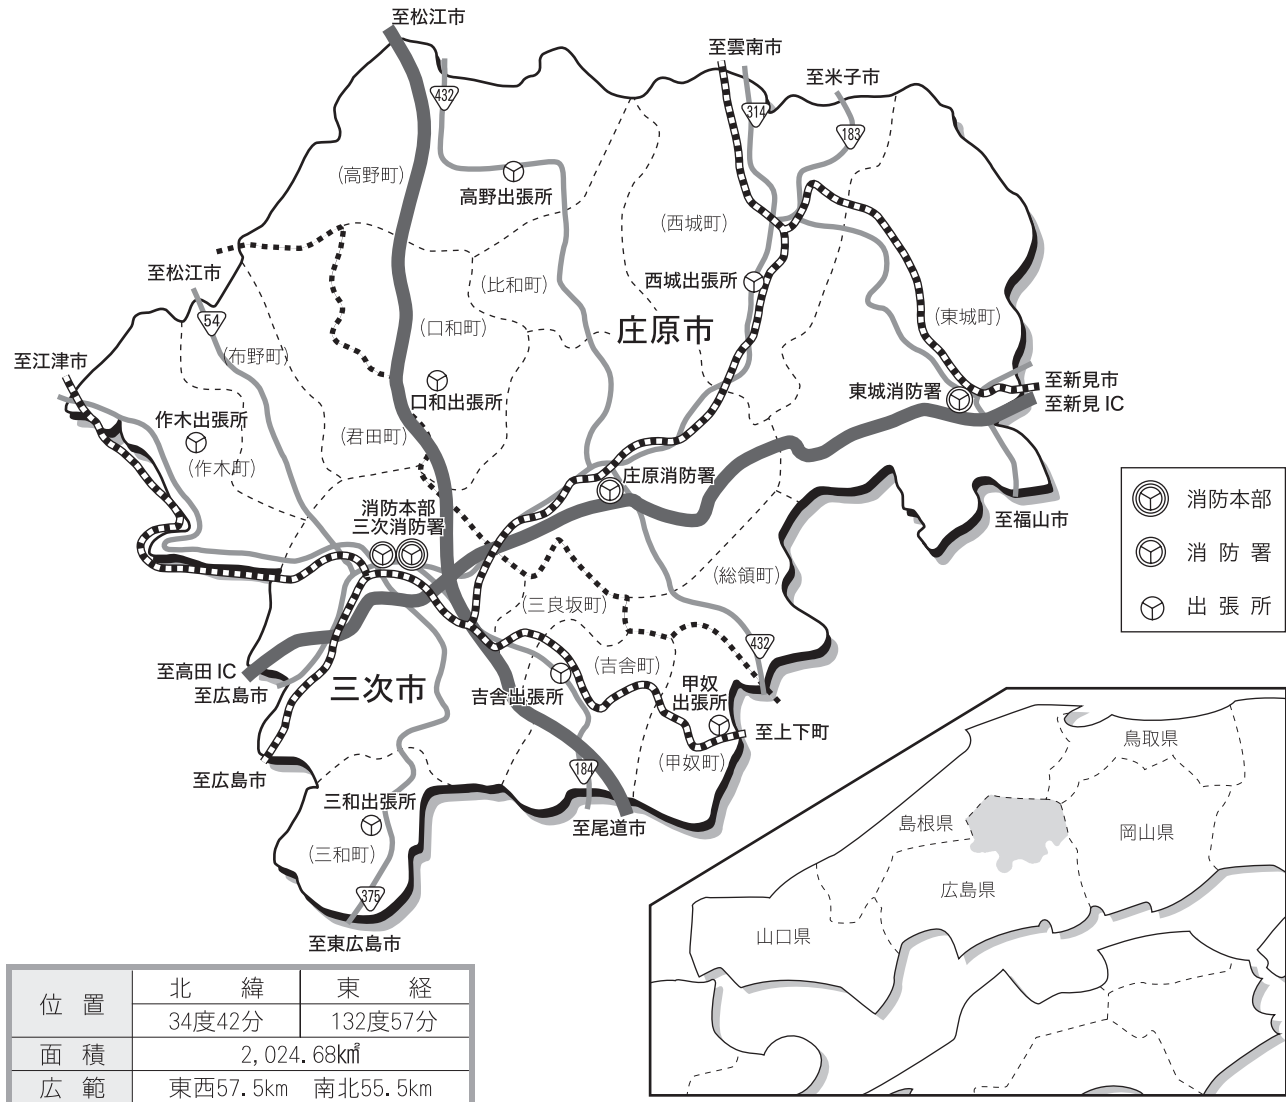 至松江市
至雲南市
至米子市
432
314
183
(高野町)
高野出張所
(西城町)
至松江市
(比和町)
西城出張所
54
(口和町)
庄原市
(東城町)
(布野町)
至江津市
口和出張所
東城消防署
至新見市
至新見 IC
作木出張所
(君田町)
(作木町)
庄原消防署
消防本部
三次消防署
至福山市
消防本部
消防署
出張所
(総領町)
(三良坂町)
432
至高田 IC
至広島市
三次市
吉舎出張所
(吉舎町)
甲奴
出張所
至上下町
(甲奴町)
至広島市
184
三和出張所
至尾道市
(三和町)
375
至東広島市
鳥取県
島根県
岡山県
広島県
山口県
位置 北緯 東経
34度42分 132度57分
面積 2,024.68㎢
広範 東西57.5km 南北55.5km